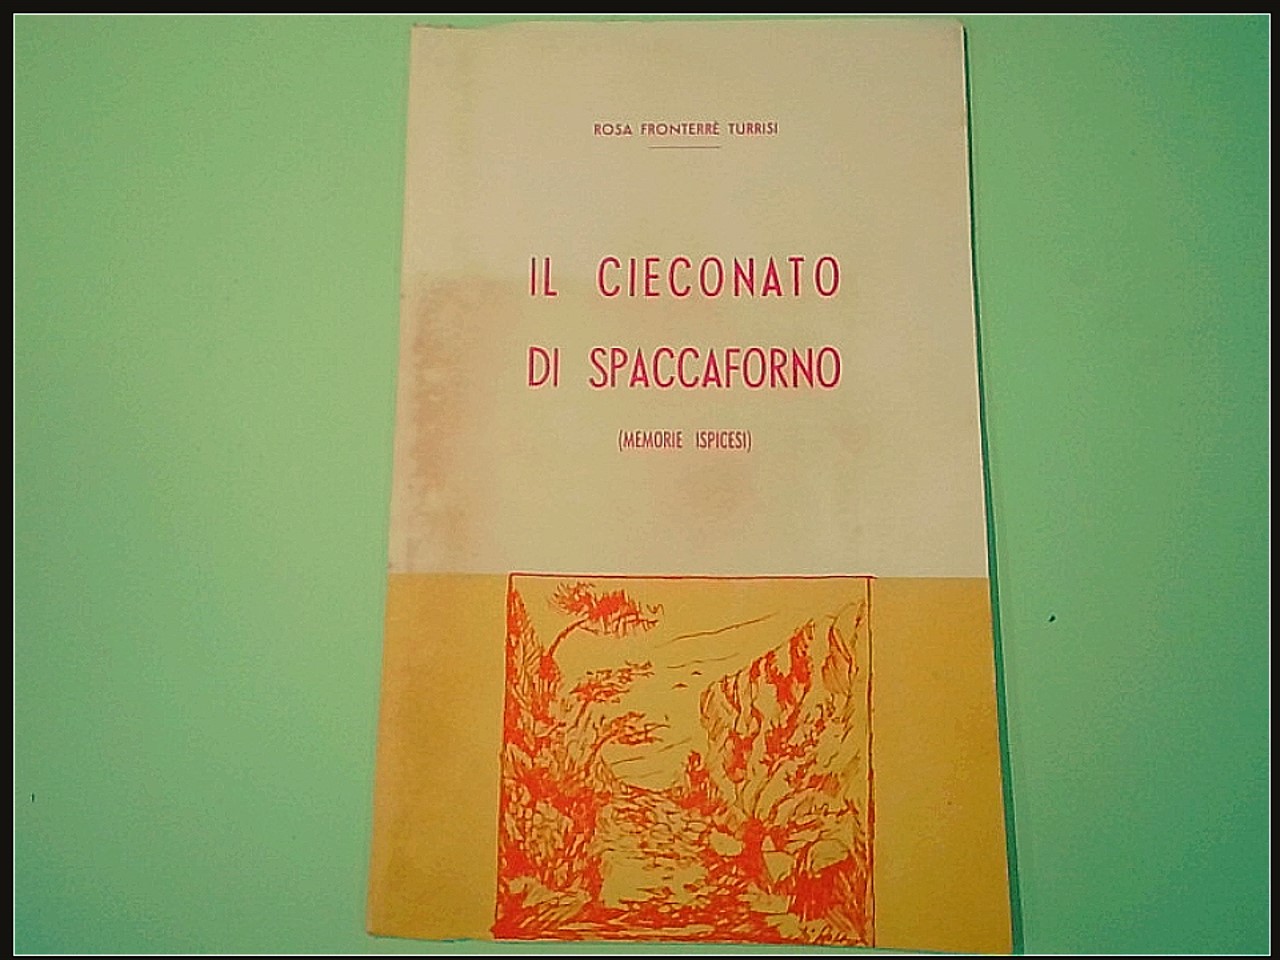 ROSA FRONTERRÈ TURRISI
IL CIECONATO
DI SPACCAFORNO
(MEMORIE ISPICESI)